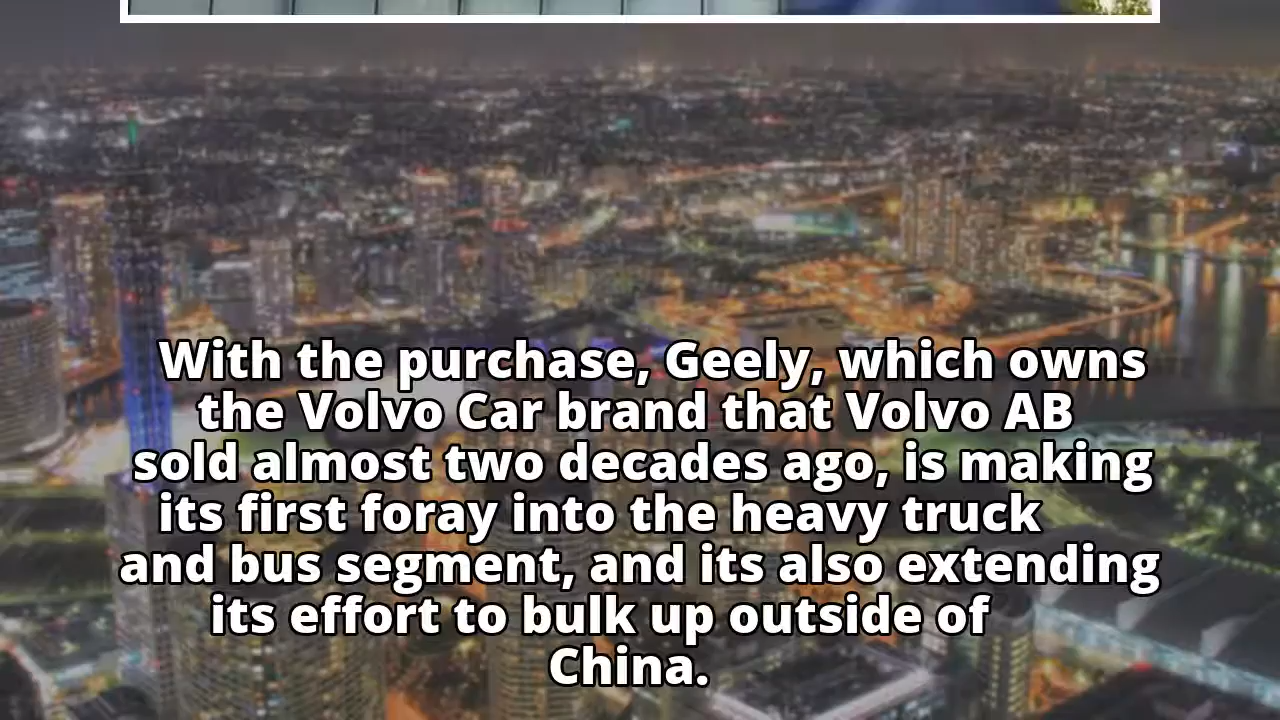 With the purchase, Geely, which owns
the Volvo Car brand that Volvo AB
sold almost two decades ago, is making
its first foray into the heavy truck
and bus segment, and its also extending
its effort to bulk up outside of
China.